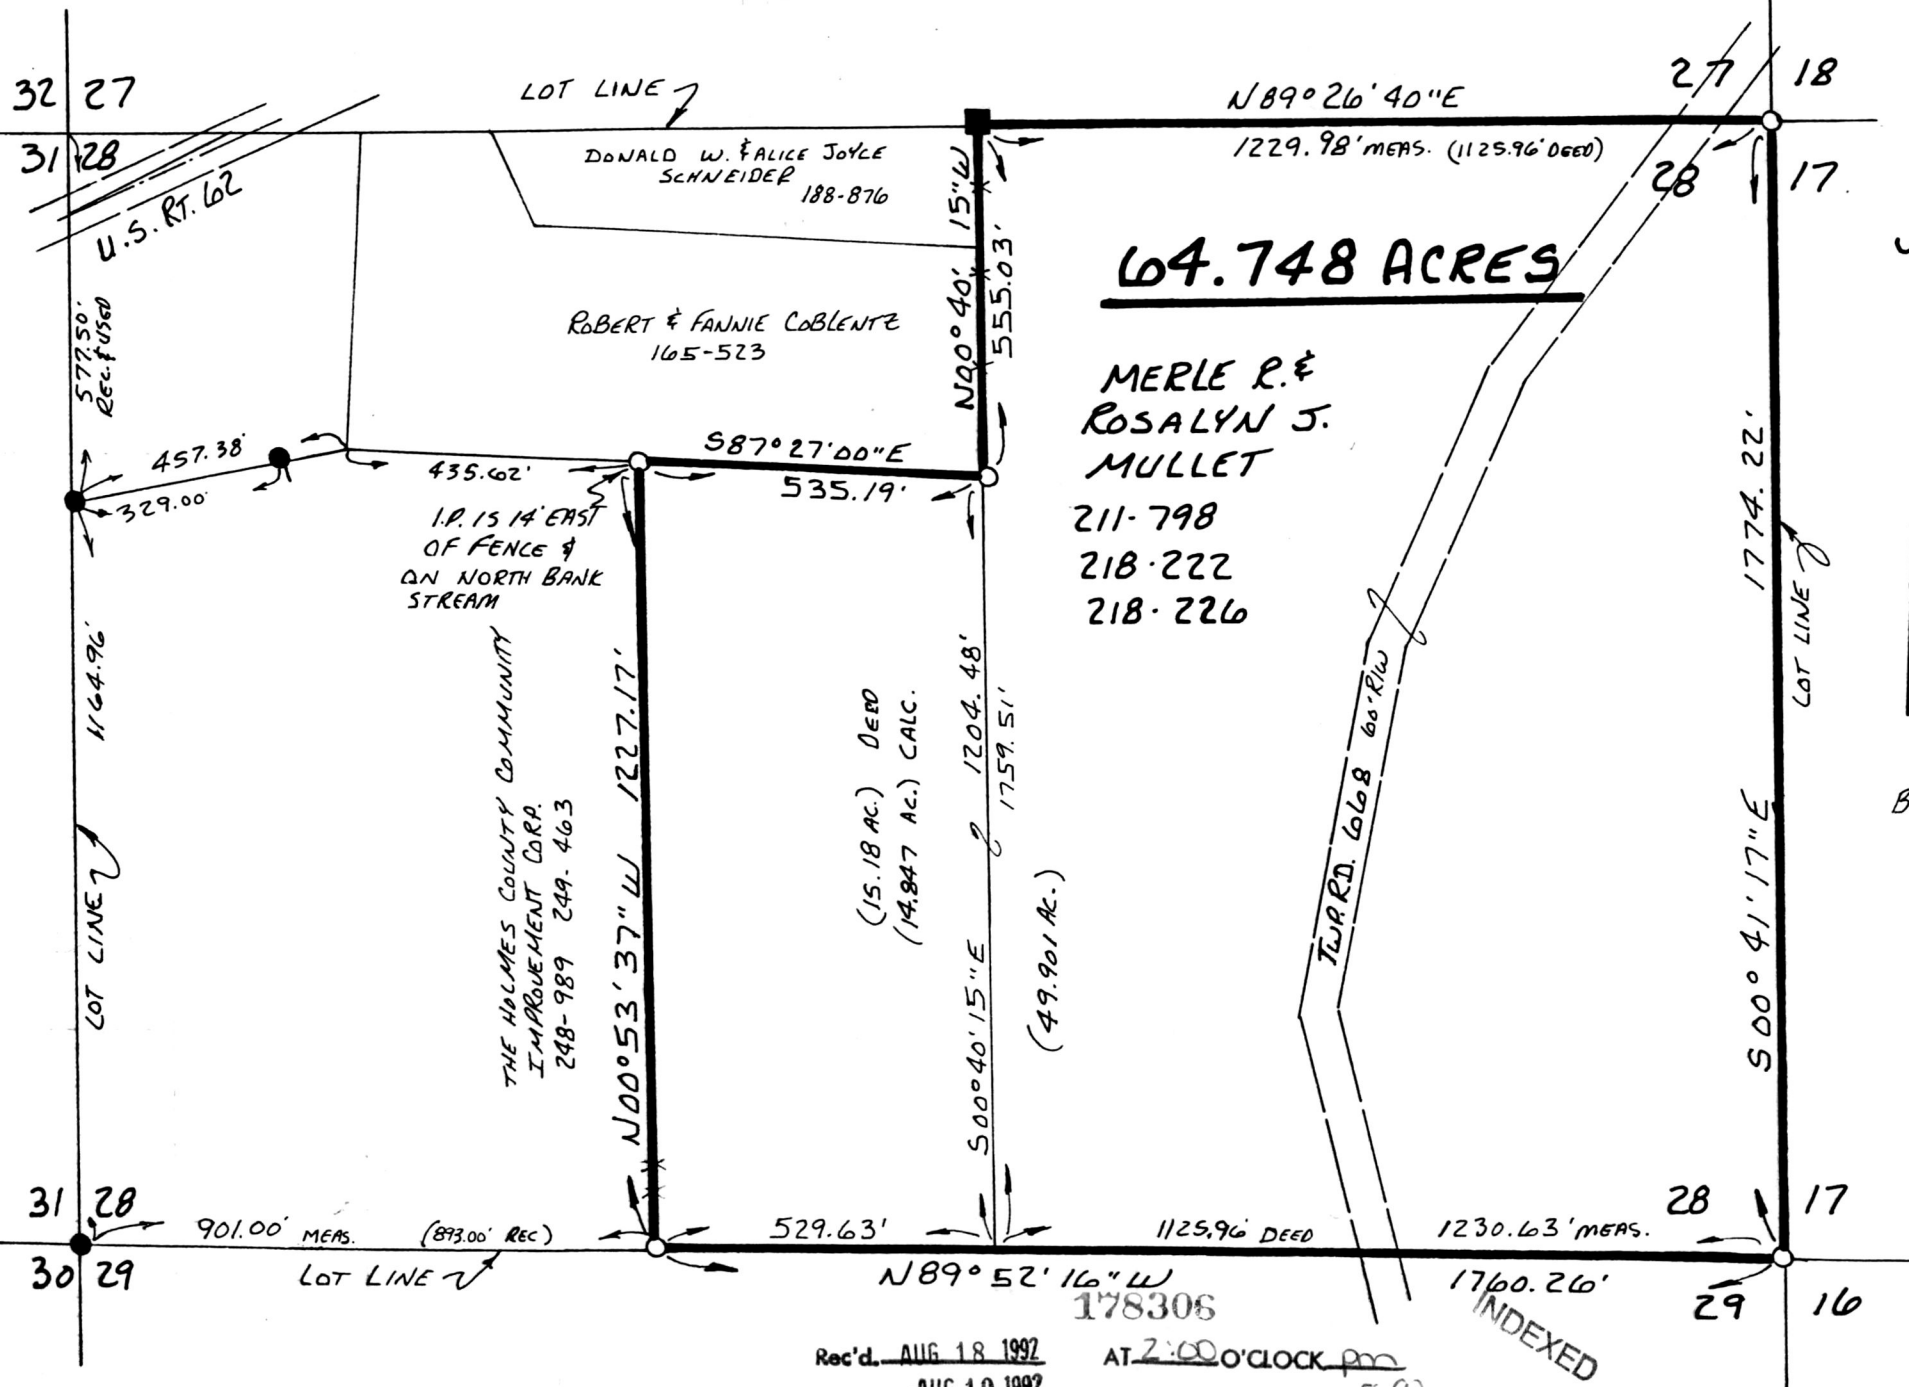 32 27
31 28
U.S. RT. 62
LOT LINE
N89°26'40"E
1229.98' MEAS. (1125.96' DEED)
27 18
28 17
DONALD W. & ALICE JOYCE
SCHNEIDER
188-876
N00°40'15"W
555.03'
64.748 ACRES
577.50'
REC. & USED
ROBERT & FANNIE COBLENTZ
165-523
MERLE R. &
ROSALYN J.
MULLET
211-798
218-222
218-226
457.38'
329.00'
435.62'
S87°27'00"E
535.19'
I.P. IS 14' EAST
OF FENCE &
ON NORTH BANK
STREAM
1774.22'
LOT LINE
S00°41'17"E
1164.96'
LOT LINE
THE HOLMES COUNTY COMMUNITY
IMPROVEMENT CORP.
248-989 249-463
N00°53'37"W 1227.17'
(15.18 AC.) DEED
(14.847 AC.) CALC.
S00°40'15"E 1204.48'
1759.51'
(49.901 AC.)
TWP. RD. 668 60' R/W
B
31 28
30 29
901.00' MEAS. (893.00' REC)
LOT LINE
529.63'
1125.96 DEED
1230.63' MEAS.
28 17
29 16
N89°52'16"W
1760.26'
178306
INDEXED
Rec'd. AUG 18 1992 AT 2:00 O'CLOCK pm
AUG 19 1992